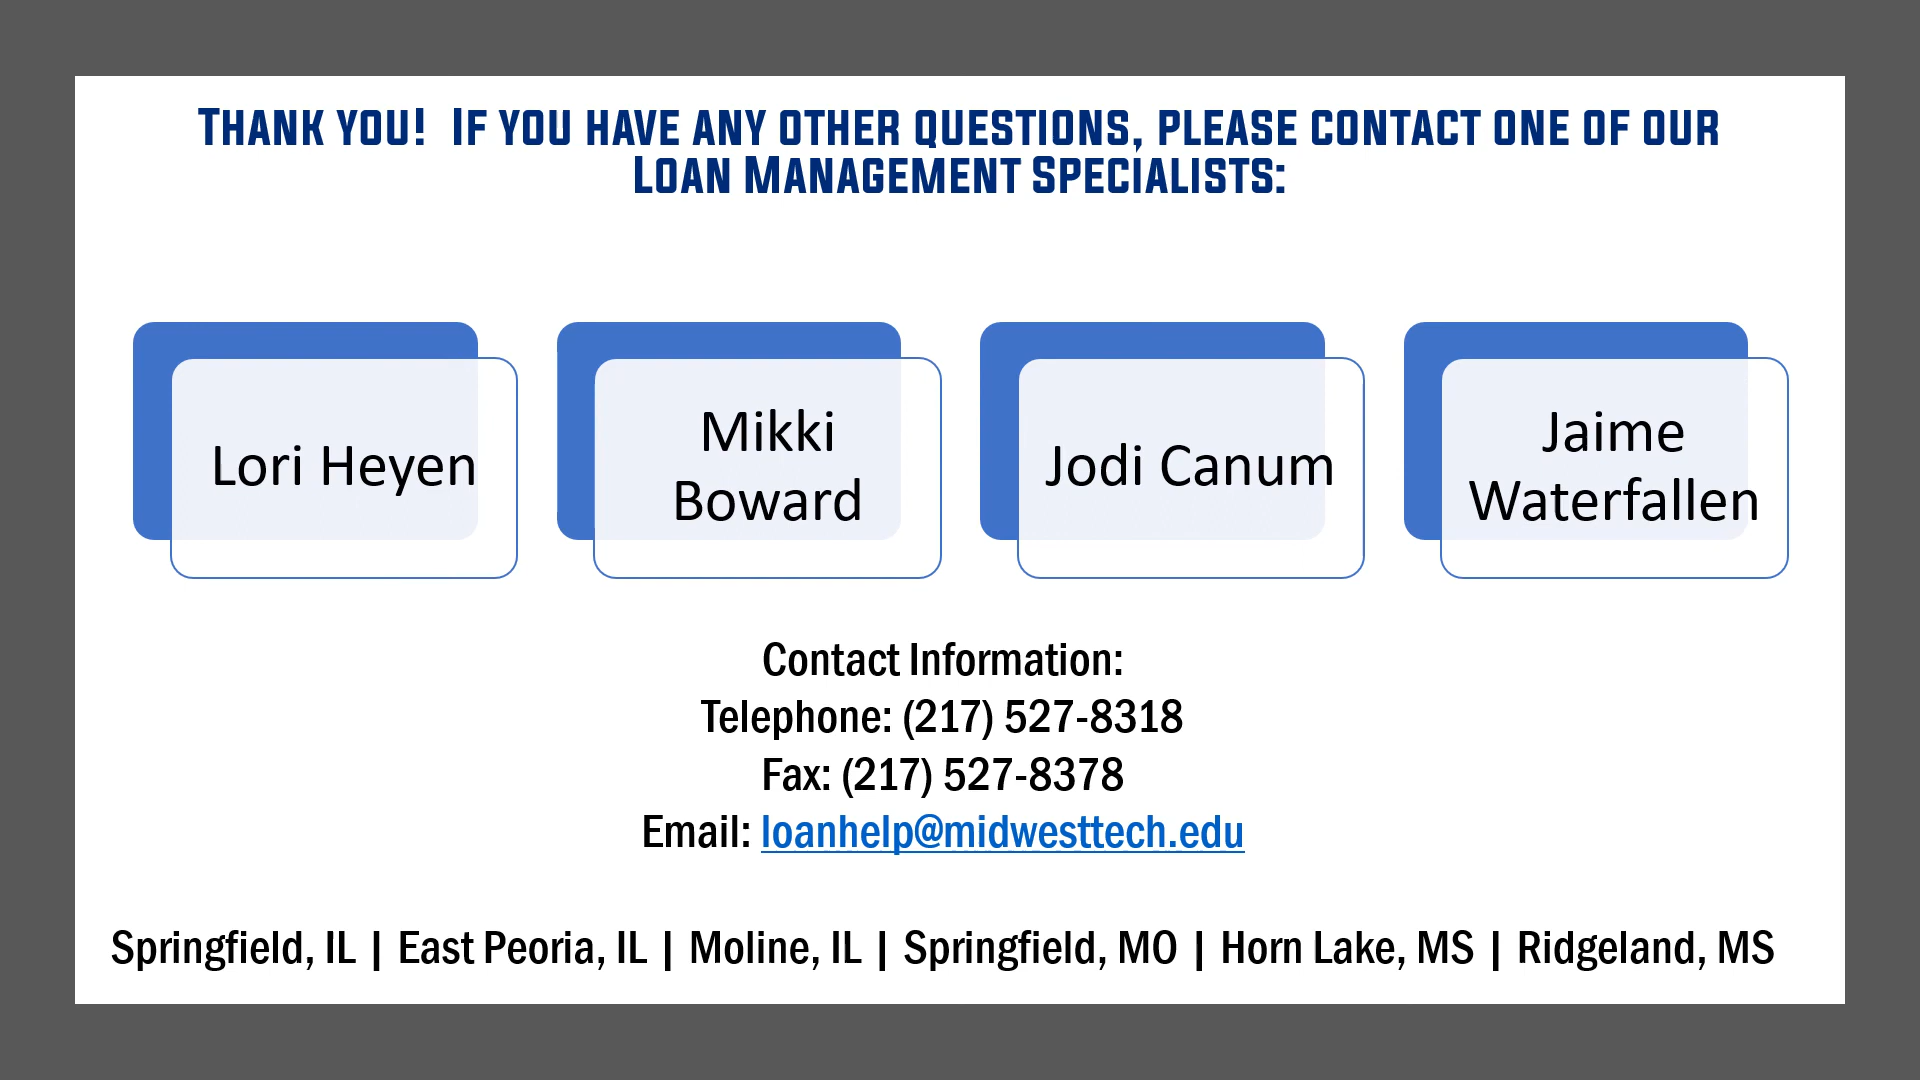 Thank you!  If you have any other questions, please contact one of our
Loan Management Specialists:
Lori Heyen
Mikki
Boward
Jodi Canum
Jaime
Waterfallen
Contact Information:
Telephone: (217) 527-8318
Fax: (217) 527-8378
Email: loanhelp@midwesttech.edu
Springfield, IL | East Peoria, IL | Moline, IL | Springfield, MO | Horn Lake, MS | Ridgeland, MS